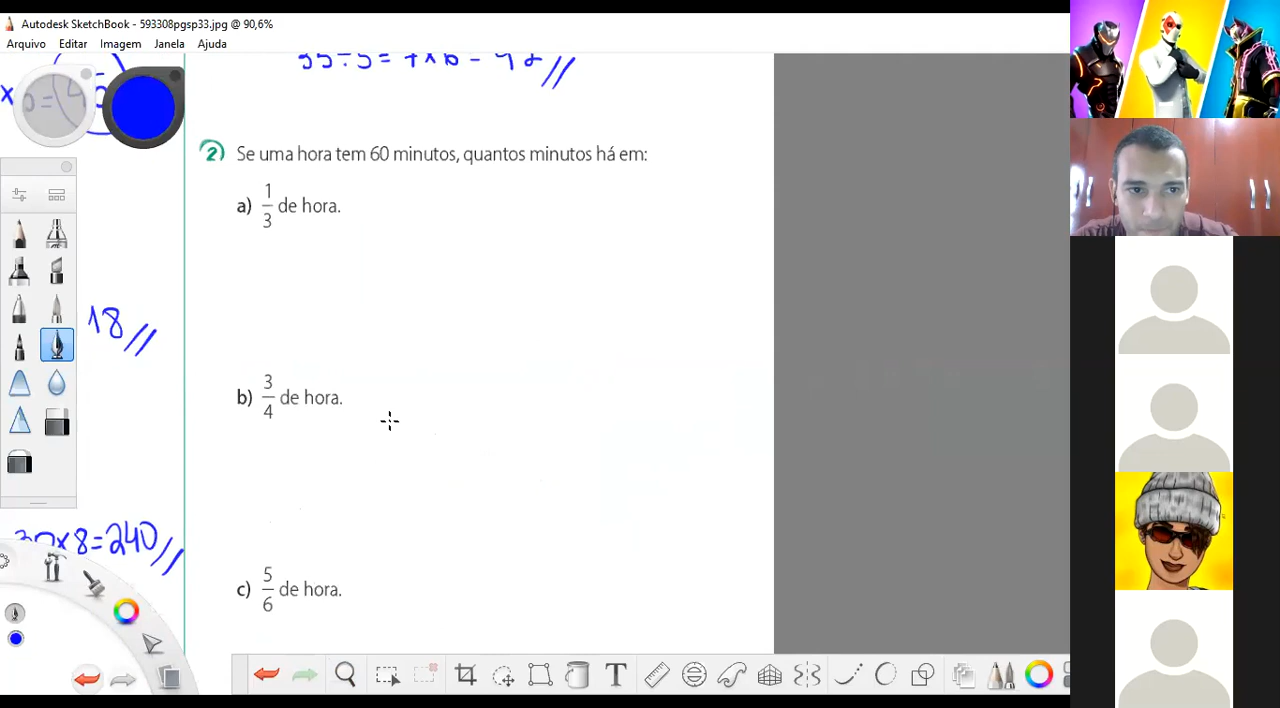 Autodesk SketchBook - 593308pgsp33.jpg @ 90,6%
Arquivo Editar Imagem Janela Ajuda
2) Se uma hora tem 60 minutos, quantos minutos há em:
a) 1/3 de hora.
18//
b) 3/4 de hora.
x8=240//
c) 5/6 de hora.
T